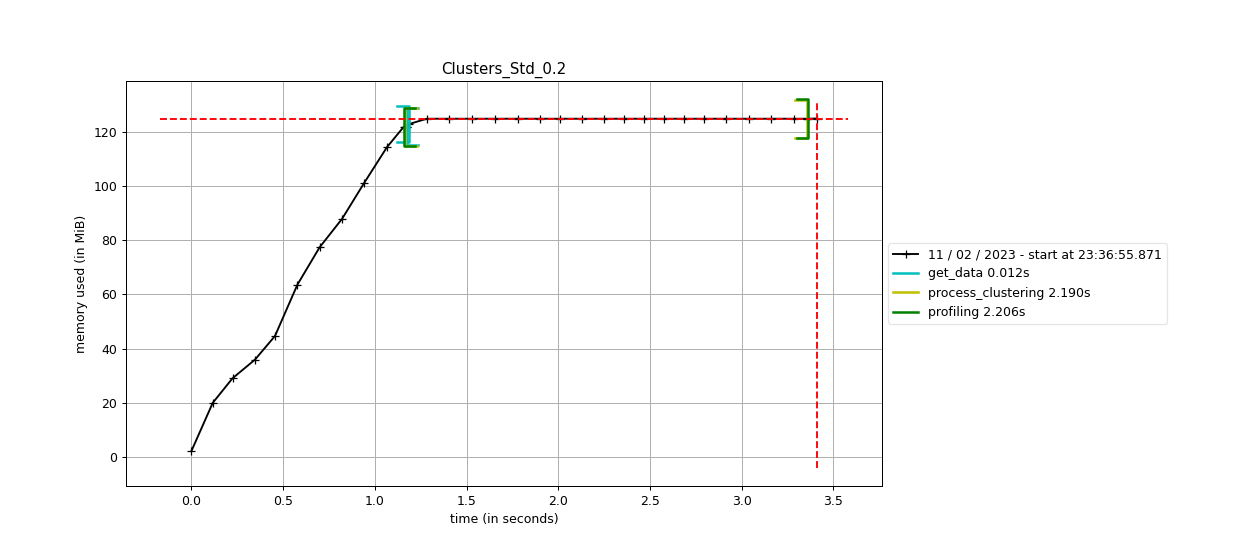 Clusters_Std_0.2
memory used (in MiB)
120
100
80
60
40
20
0
0.0 0.5 1.0 1.5 2.0 2.5 3.0 3.5
time (in seconds)
11 / 02 / 2023 - start at 23:36:55.871
get_data 0.012s
process_clustering 2.190s
profiling 2.206s